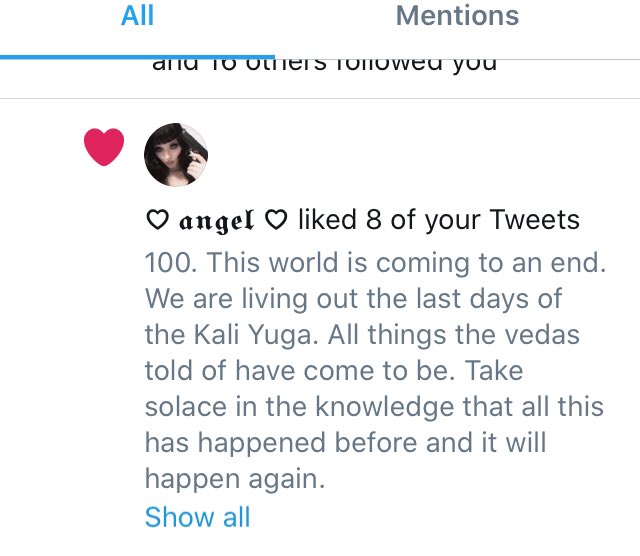 All
Mentions
and 16 others followed you
♡ 𝖆𝖓𝖌𝖊𝖑 ♡ liked 8 of your Tweets
100. This world is coming to an end.
We are living out the last days of
the Kali Yuga. All things the vedas
told of have come to be. Take
solace in the knowledge that all this
has happened before and it will
happen again.
Show all